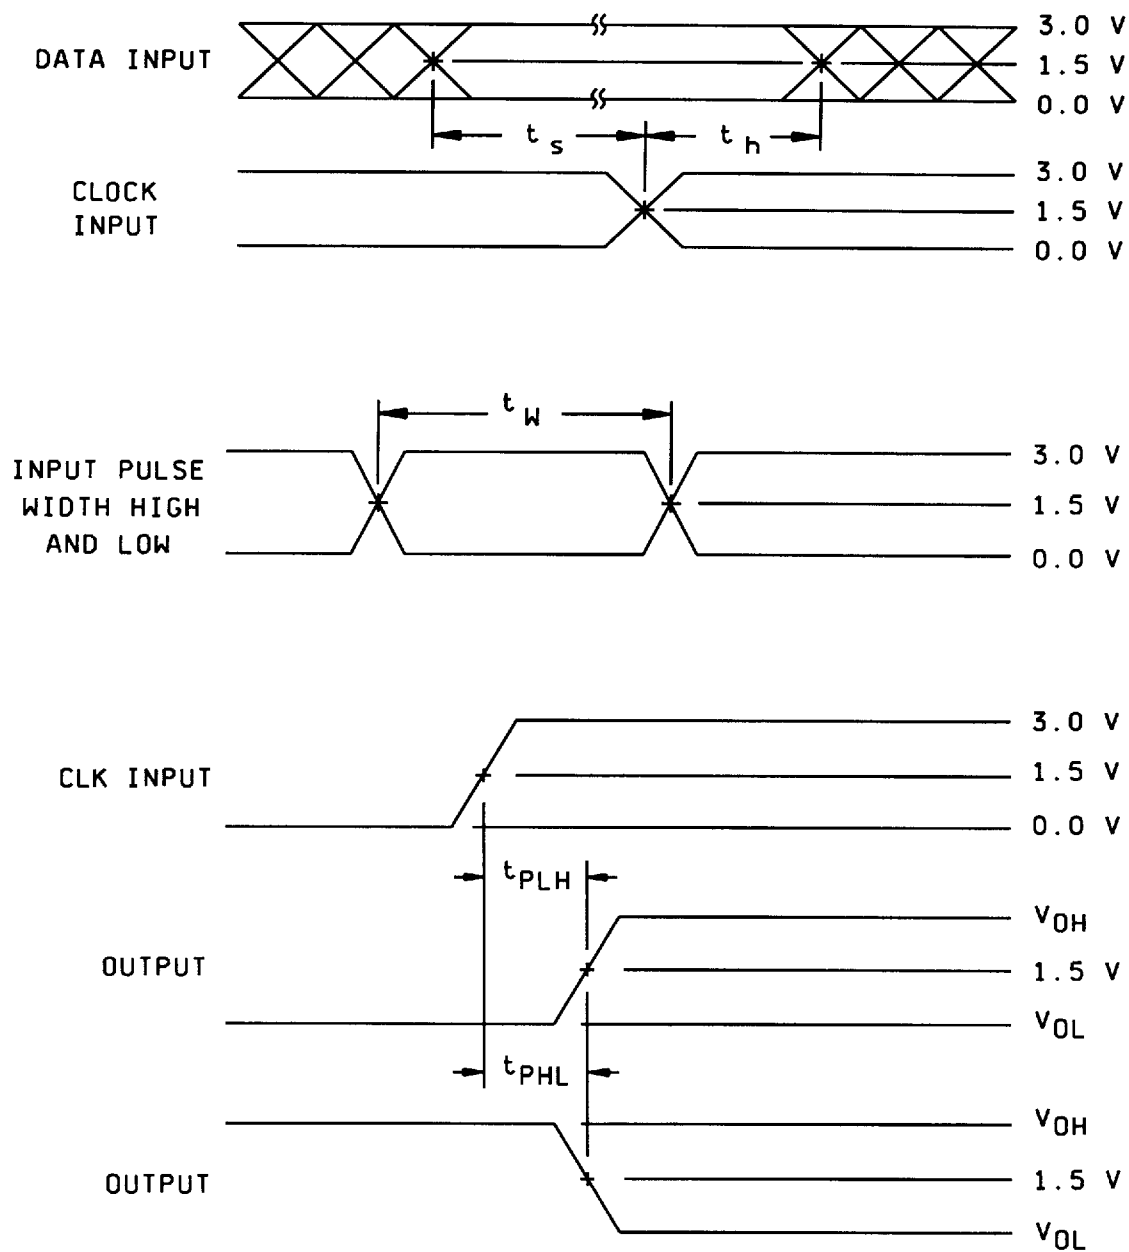 DATA INPUT
3.0 V
1.5 V
0.0 V
t s
t h
CLOCK
INPUT
3.0 V
1.5 V
0.0 V
t W
INPUT PULSE
WIDTH HIGH
AND LOW
3.0 V
1.5 V
0.0 V
CLK INPUT
3.0 V
1.5 V
0.0 V
tPLH
OUTPUT
VOH
1.5 V
VOL
tPHL
OUTPUT
VOH
1.5 V
VOL